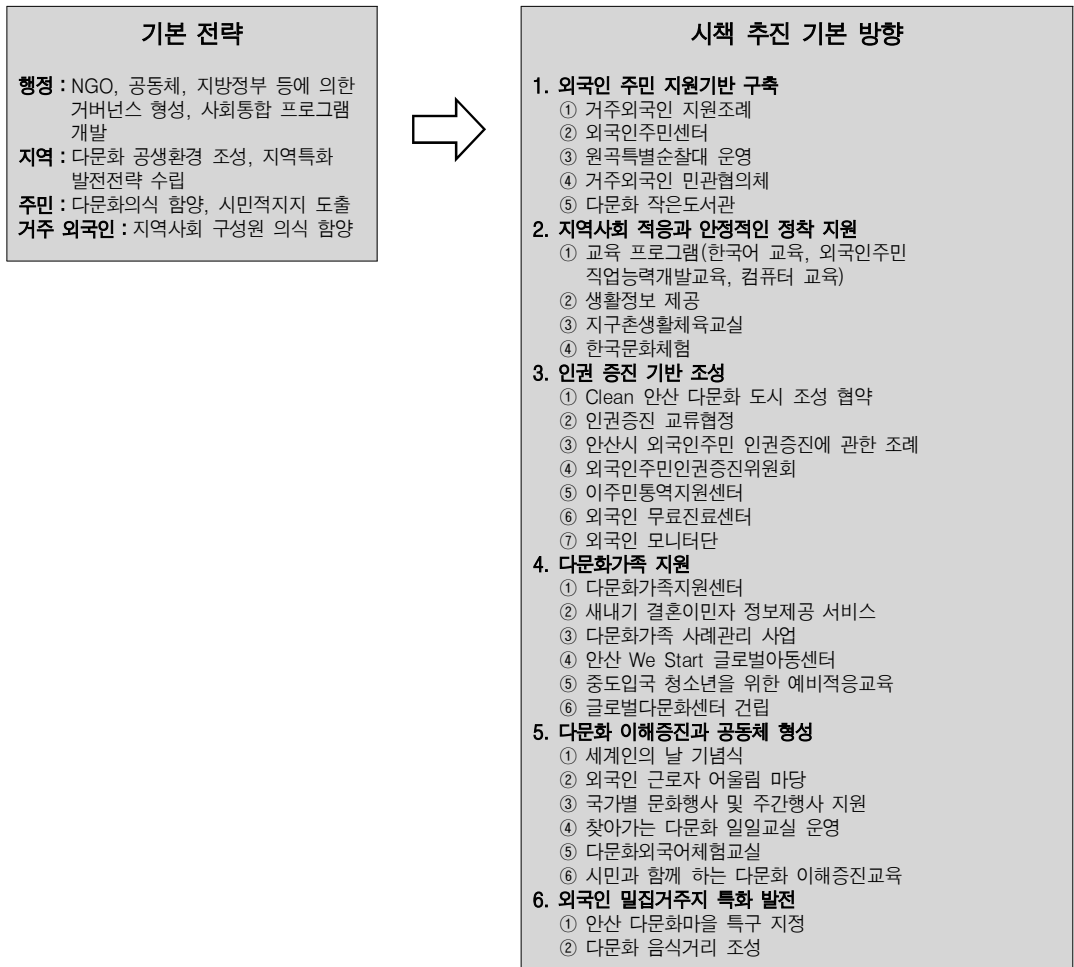 기본 전략
행정 : NGO, 공동체, 지방정부 등에 의한
거버넌스 형성, 사회통합 프로그램
개발
지역 : 다문화 공생환경 조성, 지역특화
발전전략 수립
주민 : 다문화의식 함양, 시민적지지 도출
거주 외국인 : 지역사회 구성원 의식 함양
시책 추진 기본 방향
1. 외국인 주민 지원기반 구축
① 거주외국인 지원조례
② 외국인주민센터
③ 원곡특별순찰대 운영
④ 거주외국인 민관협의체
⑤ 다문화 작은도서관
2. 지역사회 적응과 안정적인 정착 지원
① 교육 프로그램(한국어 교육, 외국인주민
직업능력개발교육, 컴퓨터 교육)
② 생활정보 제공
③ 지구촌생활체육교실
④ 한국문화체험
3. 인권 증진 기반 조성
① Clean 안산 다문화 도시 조성 협약
② 인권증진 교류협정
③ 안산시 외국인주민 인권증진에 관한 조례
④ 외국인주민인권증진위원회
⑤ 이주민통역지원센터
⑥ 외국인 무료진료센터
⑦ 외국인 모니터단
4. 다문화가족 지원
① 다문화가족지원센터
② 새내기 결혼이민자 정보제공 서비스
③ 다문화가족 사례관리 사업
④ 안산 We Start 글로벌아동센터
⑤ 중도입국 청소년을 위한 예비적응교육
⑥ 글로벌다문화센터 건립
5. 다문화 이해증진과 공동체 형성
① 세계인의 날 기념식
② 외국인 근로자 어울림 마당
③ 국가별 문화행사 및 주간행사 지원
④ 찾아가는 다문화 일일교실 운영
⑤ 다문화외국어체험교실
⑥ 시민과 함께 하는 다문화 이해증진교육
6. 외국인 밀집거주지 특화 발전
① 안산 다문화마을 특구 지정
② 다문화 음식거리 조성